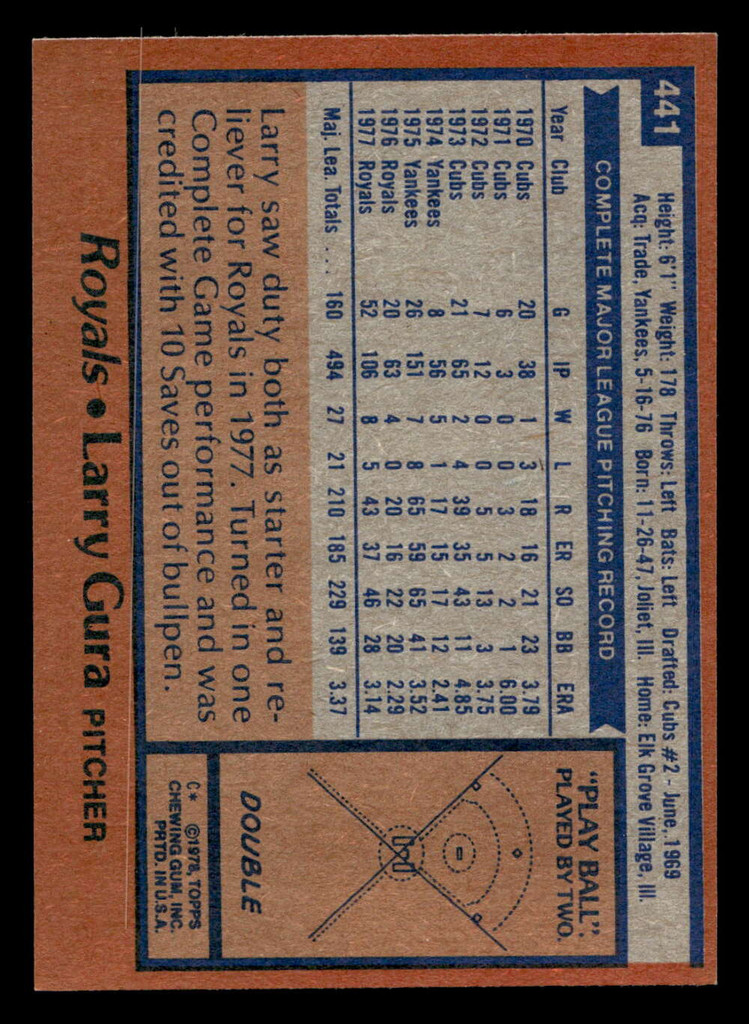 441
Height: 6'1" Weight: 178 Throws: Left Bats: Left Drafted: Cubs #2 - June, 1969
Acq: Trade, Yankees, 5-16-76 Born: 11-26-47, Joliet, Ill. Home: Elk Grove Village, Ill.
COMPLETE MAJOR LEAGUE PITCHING RECORD
Year Club G IP W L R ER SO BB ERA
1970 Cubs 20 38 1 3 18 16 21 23 3.79
1971 Cubs 6 3 0 0 3 2 2 1 6.00
1972 Cubs 7 12 0 0 5 5 13 3 3.75
1973 Cubs 21 65 2 4 39 35 43 11 4.85
1974 Yankees 8 56 5 1 17 15 17 12 2.41
1975 Yankees 26 151 7 8 65 59 65 41 3.52
1976 Royals 20 63 4 0 20 16 22 20 2.29
1977 Royals 52 106 8 5 43 37 46 28 3.14
Maj. Lea. Totals .... 160 494 27 21 210 185 229 139 3.37
Larry saw duty both as starter and re-
liever for Royals in 1977. Turned in one
Complete Game performance and was
credited with 10 Saves out of bullpen.
"PLAY BALL".
PLAYED BY TWO.
DOUBLE
C* ©1978, TOPPS
CHEWING GUM, INC.
PRTD. IN U.S.A.
Royals • Larry Gura PITCHER